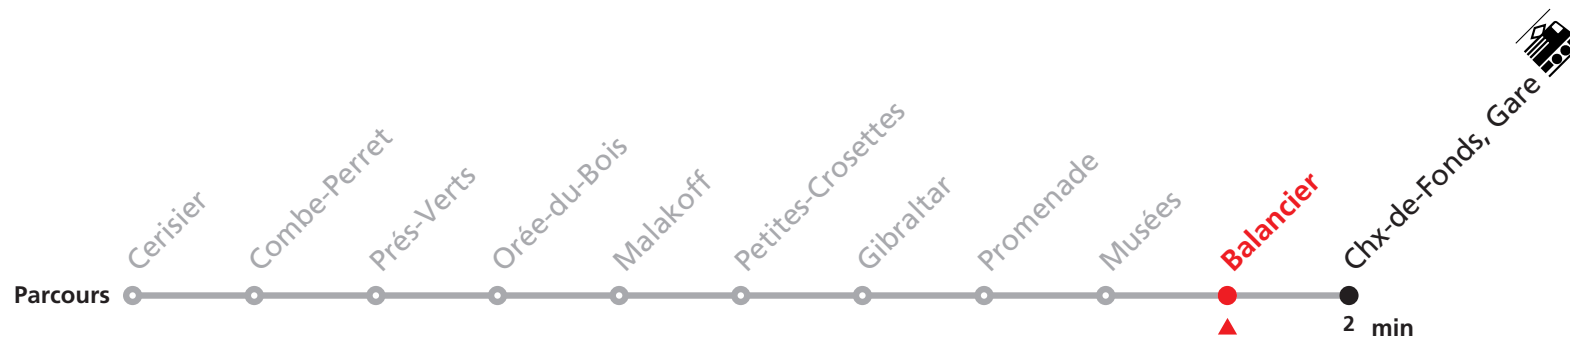 Cerisier
Combe-Perret
Prés-Verts
Orée-du-Bois
Malakoff
Petites-Crosettes
Gibraltar
Promenade
Musées
Balancier
Chx-de-Fonds, Gare
Parcours
2 min